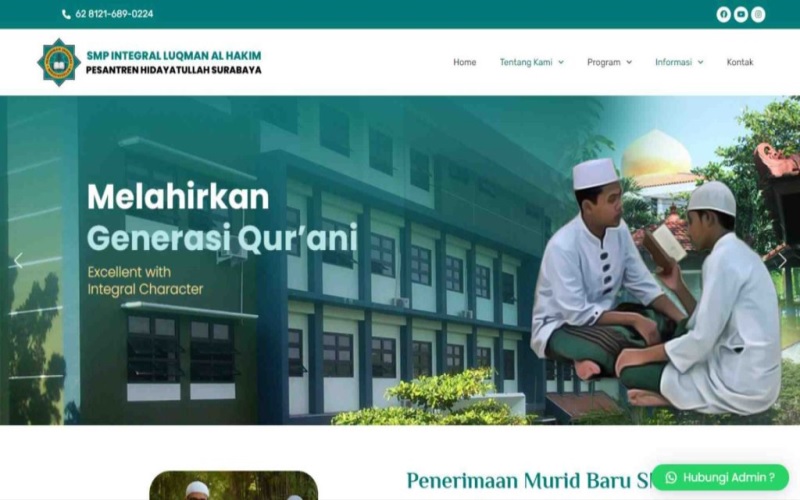 62 8121-689-0224
SMP INTEGRAL LUQMAN AL HAKIM
PESANTREN HIDAYATULLAH SURABAYA
Home
Tentang Kami
Program
Informasi
Kontak
Melahirkan
Generasi Qur'ani
Excellent with
Integral Character
Penerimaan Murid Baru
Hubungi Admin ?